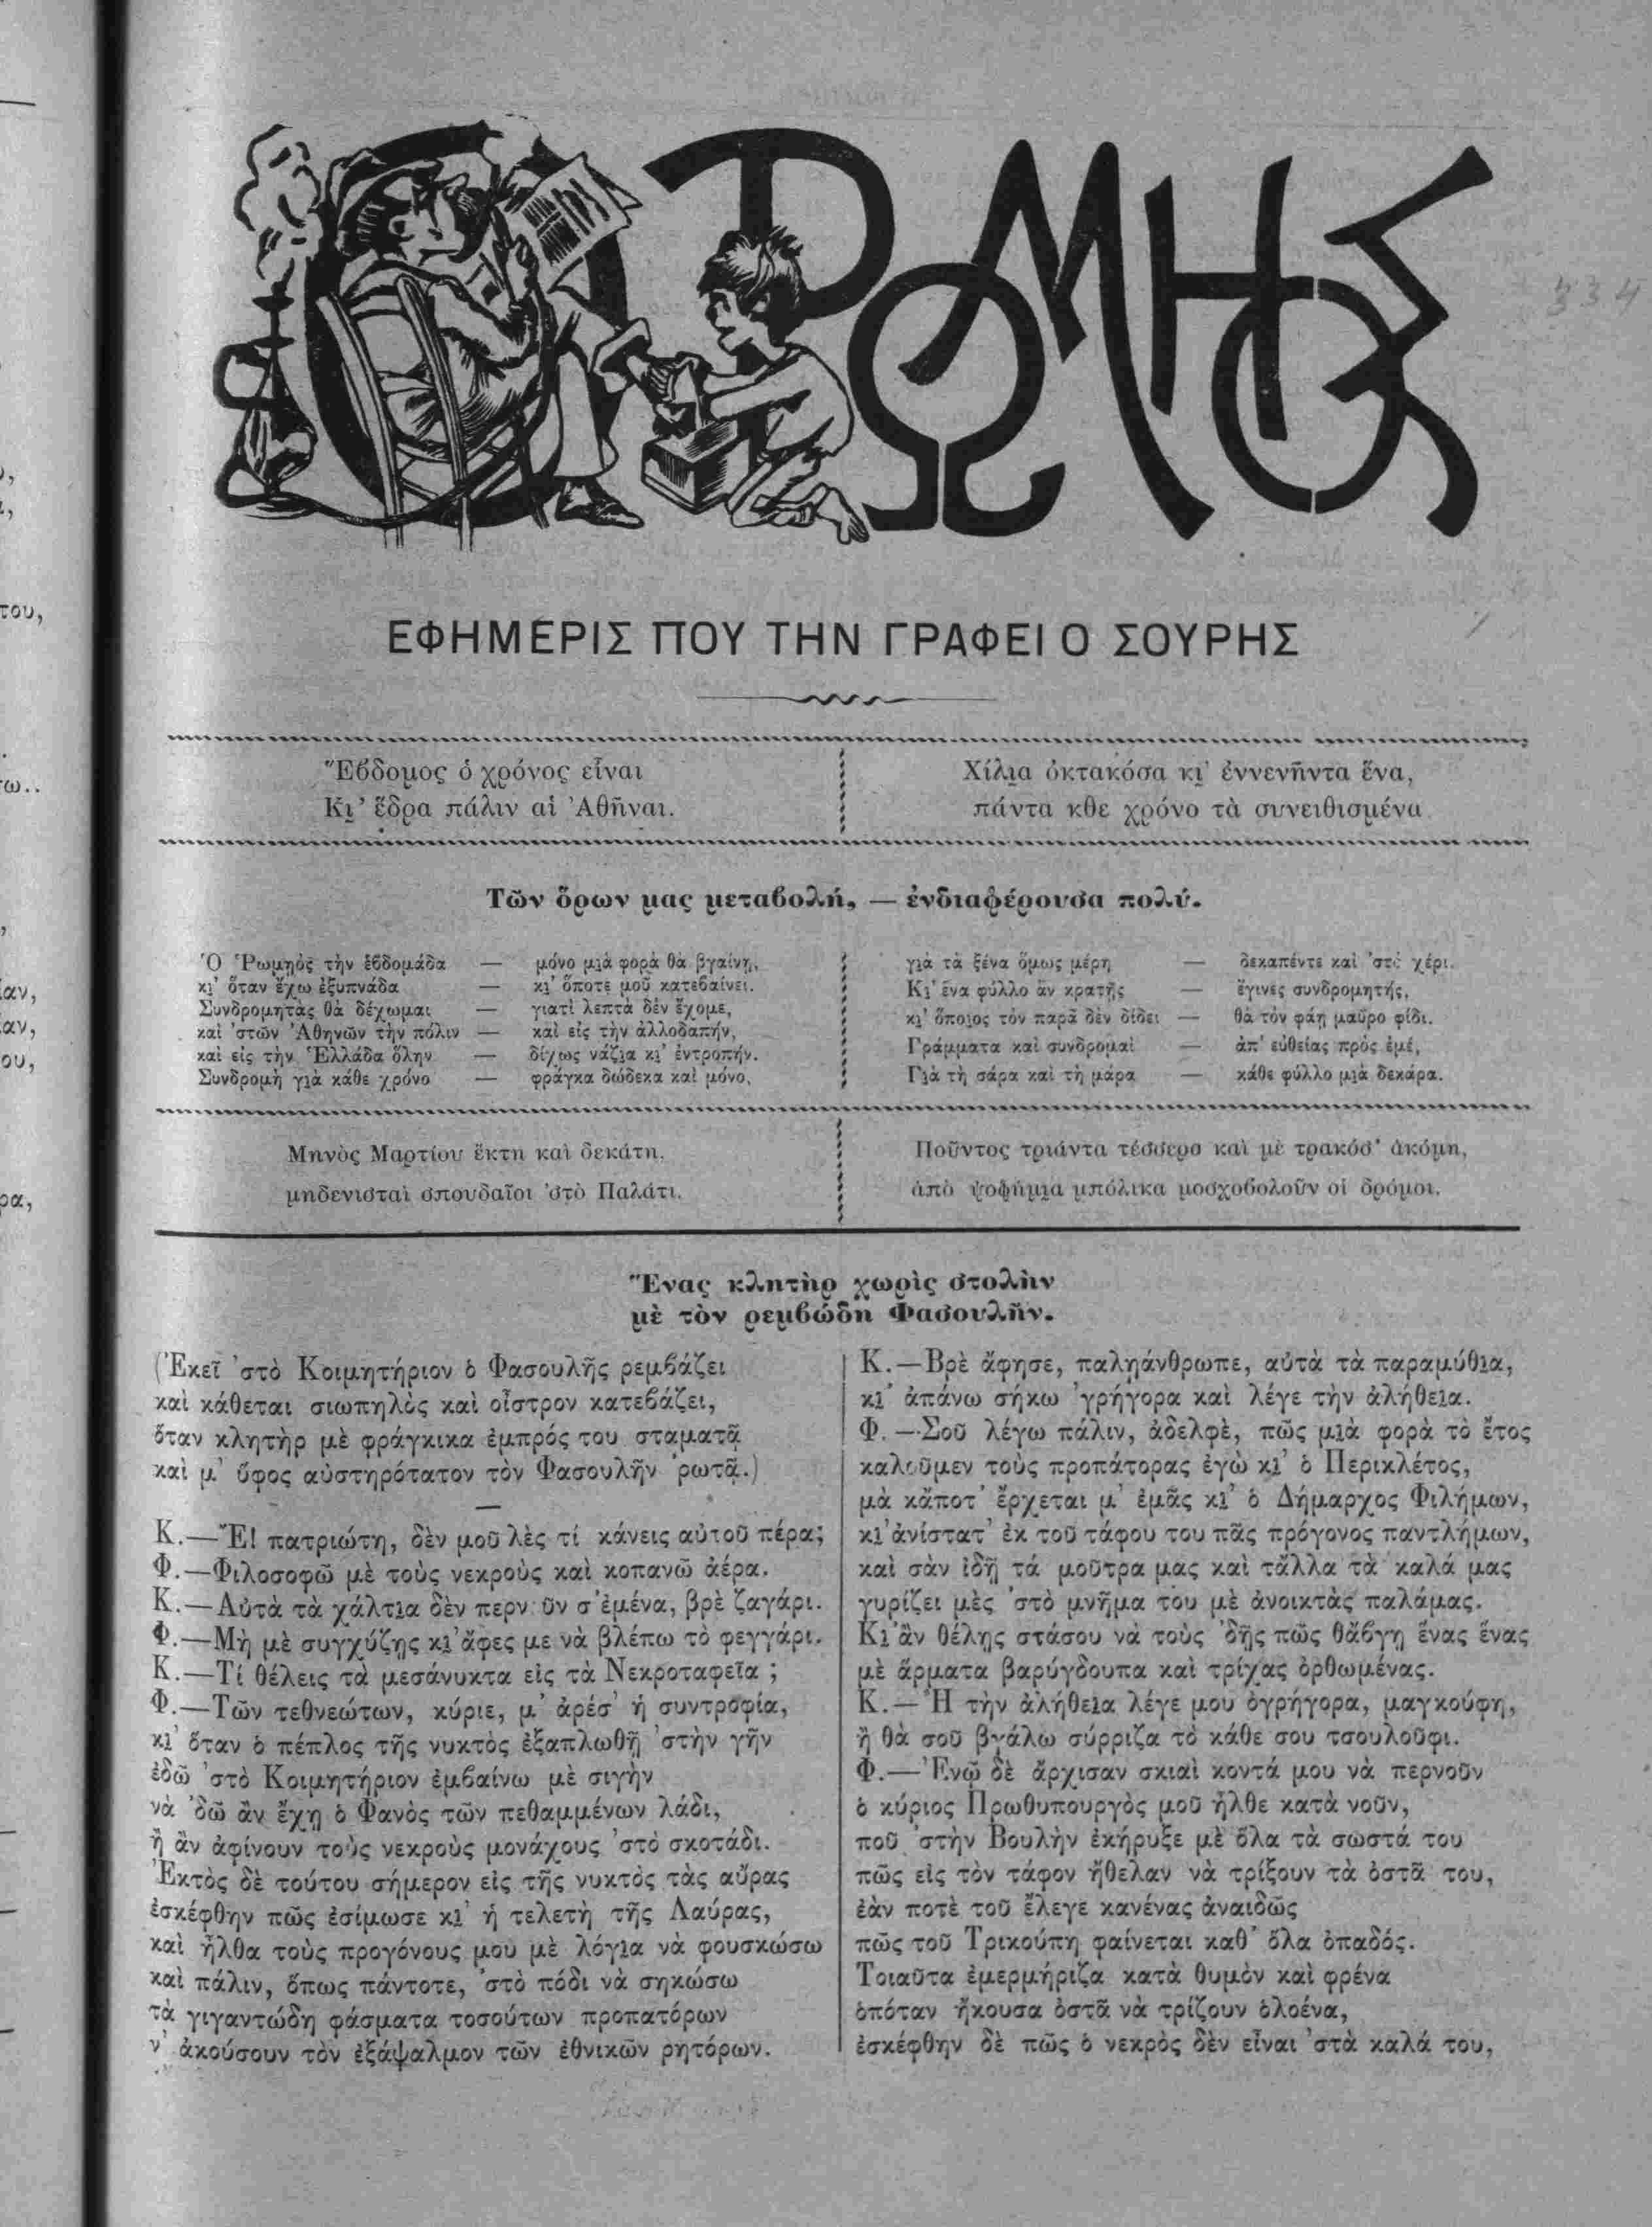 Ο ΡΩΜΗΟΣ
334
ΕΦΗΜΕΡΙΣ ΠΟΥ ΤΗΝ ΓΡΑΦΕΙ Ο ΣΟΥΡΗΣ
Ἕβδομος ὁ χρόνος εἶναι
Κι' ἕδρα πάλιν αἱ Ἀθῆναι.
Χίλια ὀκτακόσα κι' ἐννενῆντα ἕνα,
πάντα κθε χρόνο τὰ συνειθισμένα
Τῶν ὅρων μας μεταβολή, — ἐνδιαφέρουσα πολύ.
Ὁ Ῥωμηὸς τὴν ἑβδομάδα — μόνο μιὰ φορὰ θὰ βγαίνῃ,
κι' ὅταν ἔχω ἐξυπνάδα — κι' ὅποτε μοῦ κατεβαίνει.
Συνδρομητὰς θὰ δέχωμαι — γιατὶ λεπτὰ δὲν ἔχομε,
καὶ 'στῶν Ἀθηνῶν τὴν πόλιν — καὶ εἰς τὴν ἀλλοδαπήν,
καὶ εἰς τὴν Ἑλλάδα ὅλην — δίχως νάζια κι' ἐντροπήν.
Συνδρομὴ γιὰ κάθε χρόνο — φράγκα δώδεκα καὶ μόνο,
γιὰ τὰ ξένα ὅμως μέρη — δεκαπέντε καὶ 'στὸ χέρι.
Κι' ἕνα φύλλο ἂν κρατῇς — ἔγινες συνδρομητής,
κι' ὅποιος τὸν παρᾶ δὲν δίδει — θὰ τὸν φάῃ μαῦρο φίδι.
Γράμματα καὶ συνδρομαὶ — ἀπ' εὐθείας πρὸς ἐμέ,
Γιὰ τὴ σάρα καὶ τὴ μάρα — κάθε φύλλο μιὰ δεκάρα.
Μηνὸς Μαρτίου ἕκτη καὶ δεκάτη,
μηδενισταὶ σπουδαῖοι 'στὸ Παλάτι.
Ποῦντος τριάντα τέσσερα καὶ μὲ τρακόσ' ἀκόμη,
ἀπὸ ψοφήμια μπόλικα μοσχοβολοῦν οἱ δρόμοι.
Ἕνας κλητὴρ χωρὶς στολὴν
μὲ τὸν ρεμβώδη Φασουλῆν.
(Ἐκεῖ 'στὸ Κοιμητήριον ὁ Φασουλῆς ρεμβάζει
καὶ κάθεται σιωπηλὸς καὶ οἶστρον κατεβάζει,
ὅταν κλητὴρ μὲ φράγκικα ἐμπρός του σταματᾷ
καὶ μ' ὕφος αὐστηρότατον τὸν Φασουλῆν 'ρωτᾷ.)
Κ.—Ἔ! πατριώτη, δὲν μοῦ λὲς τί κάνεις αὐτοῦ πέρα;
Φ.—Φιλοσοφῶ μὲ τοὺς νεκροὺς καὶ κοπανῶ ἀέρα.
Κ.—Αὐτὰ τὰ χάλτια δὲν περν ῦν σ' ἐμένα, βρὲ ζαγάρι.
Φ.—Μὴ μὲ συγχύζῃς κι' ἄφες με νὰ βλέπω τὸ φεγγάρι.
Κ.—Τί θέλεις τὰ μεσάνυκτα εἰς τὰ Νεκροταφεῖα ;
Φ.—Τῶν τεθνεώτων, κύριε, μ' ἀρέσ' ἡ συντροφία,
κι' ὅταν ὁ πέπλος τῆς νυκτὸς ἐξαπλωθῇ 'στὴν γῆν
ἐδῶ 'στὸ Κοιμητήριον ἐμβαίνω μὲ σιγὴν
νὰ 'δῶ ἂν ἔχῃ ὁ Φανὸς τῶν πεθαμμένων λάδι,
ἢ ἂν ἀφίνουν τοὺς νεκροὺς μονάχους 'στὸ σκοτάδι.
Ἐκτὸς δὲ τούτου σήμερον εἰς τῆς νυκτὸς τὰς αὔρας
ἐσκέφθην πῶς ἐσίμωσε κι' ἡ τελετὴ τῆς Λαύρας,
καὶ ἦλθα τοὺς προγόνους μου μὲ λόγια νὰ φουσκώσω
καὶ πάλιν, ὅπως πάντοτε, 'στὸ πόδι νὰ σηκώσω
τὰ γιγαντώδη φάσματα τοσούτων προπατόρων
ν' ἀκούσουν τὸν ἐξάψαλμον τῶν ἐθνικῶν ρητόρων.
Κ.—Βρὲ ἄφησε, παληάνθρωπε, αὐτὰ τὰ παραμύθια,
κι' ἀπάνω σήκω 'γρήγορα καὶ λέγε τὴν ἀλήθεια.
Φ.—Σοῦ λέγω πάλιν, ἀδελφὲ, πῶς μιὰ φορὰ τὸ ἔτος
καλοῦμεν τοὺς προπάτορας ἐγὼ κι' ὁ Περικλέτος,
μὰ κάποτ' ἔρχεται μ' ἐμᾶς κι' ὁ Δήμαρχος Φιλήμων,
κι' ἀνίστατ' ἐκ τοῦ τάφου του πᾶς πρόγονος παντλήμων,
καὶ σὰν ἰδῇ τά μοῦτρα μας καὶ τἄλλα τὰ καλά μας
γυρίζει μὲς 'στὸ μνῆμα του μὲ ἀνοικτὰς παλάμας.
Κι' ἂν θέλῃς στάσου νὰ τοὺς 'δῇς πῶς θἄβγῃ ἕνας ἕνας
μὲ ἄρματα βαρύγδουπα καὶ τρίχας ὀρθωμένας.
Κ.—Ἢ τὴν ἀλήθεια λέγε μου ὀγρήγορα, μαγκούφη,
ἢ θὰ σοῦ βγάλω σύρριζα τὸ κάθε σου τσουλοῦφι.
Φ.—Ἐνῷ δὲ ἄρχισαν σκιαὶ κοντά μου νὰ περνοῦν
ὁ κύριος Πρωθυπουργὸς μοῦ ἦλθε κατὰ νοῦν,
ποῦ 'στὴν Βουλὴν ἐκήρυξε μὲ ὅλα τὰ σωστά του
πῶς εἰς τὸν τάφον ἤθελαν νὰ τρίξουν τὰ ὀστᾶ του,
ἐὰν ποτὲ τοῦ ἔλεγε κανένας ἀναιδῶς
πῶς τοῦ Τρικούπη φαίνεται καθ' ὅλα ὀπαδός.
Τοιαῦτα ἐμερμήριζα κατὰ θυμὸν καὶ φρένα
ὁπόταν ἤκουσα ὀστᾶ νὰ τρίζουν ὁλοένα,
ἐσκέφθην δὲ πῶς ὁ νεκρὸς δὲν εἶναι 'στὰ καλά του,